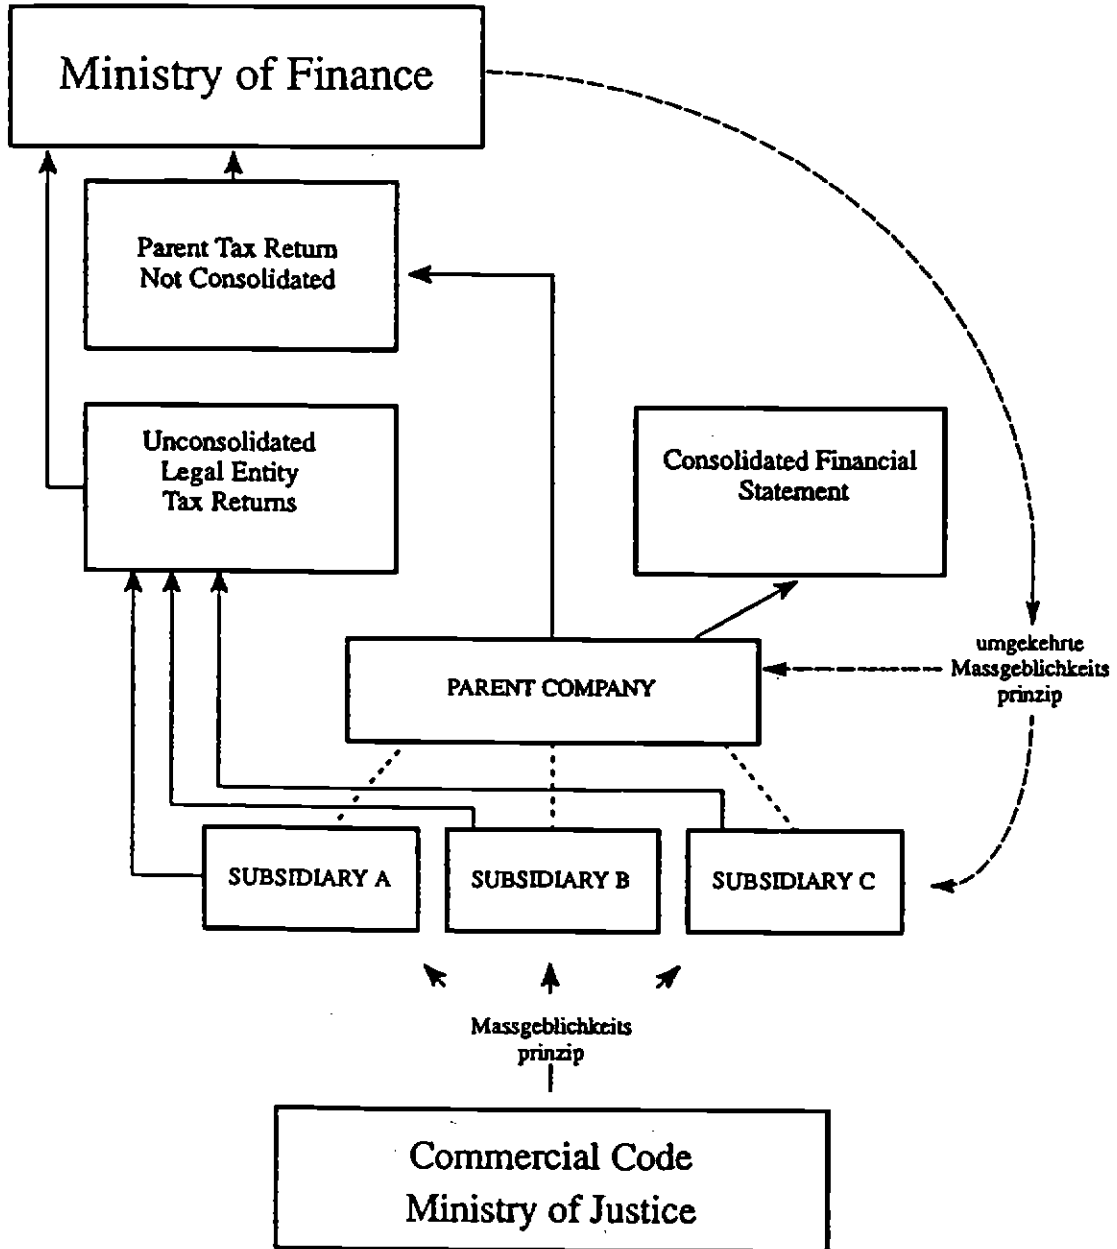 Ministry of Finance
Parent Tax Return
Not Consolidated
Unconsolidated
Legal Entity
Tax Returns
Consolidated Financial
Statement
umgekehrte
Massgeblichkeits
prinzip
PARENT COMPANY
SUBSIDIARY A
SUBSIDIARY B
SUBSIDIARY C
Massgeblichkeits
prinzip
Commercial Code
Ministry of Justice